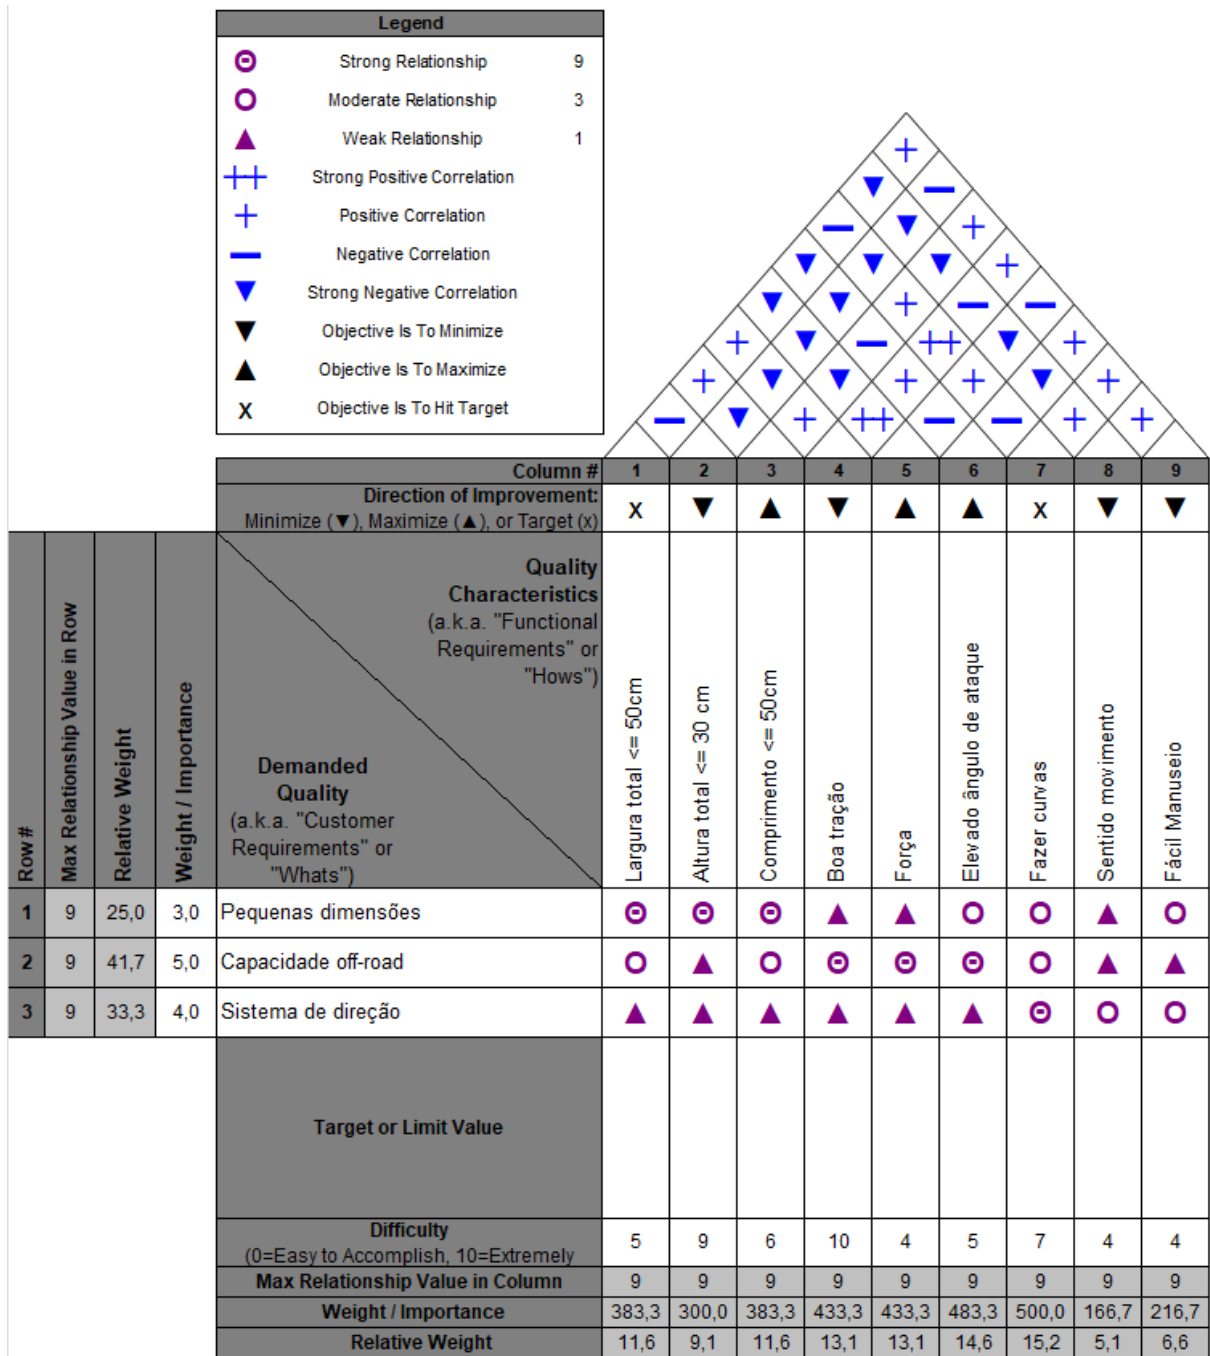 Legend
Strong Relationship 9
Moderate Relationship 3
Weak Relationship 1
Strong Positive Correlation
Positive Correlation
Negative Correlation
Strong Negative Correlation
Objective Is To Minimize
Objective Is To Maximize
X Objective Is To Hit Target
Column # 1 2 3 4 5 6 7 8 9
Direction of Improvement:
Minimize (▼), Maximize (▲), or Target (x)
X ▼ ▲ ▼ ▲ ▲ X ▼ ▼
Row #
Max Relationship Value in Row
Relative Weight
Weight / Importance
Quality
Characteristics
(a.k.a. "Functional
Requirements" or
"Hows")
Demanded
Quality
(a.k.a. "Customer
Requirements" or
"Whats")
Largura total <= 50cm
Altura total <= 30 cm
Comprimento <= 50cm
Boa tração
Força
Elevado ângulo de ataque
Fazer curvas
Sentido movimento
Fácil Manuseio
1 9 25,0 3,0 Pequenas dimensões
2 9 41,7 5,0 Capacidade off-road
3 9 33,3 4,0 Sistema de direção
Target or Limit Value
Difficulty
(0=Easy to Accomplish, 10=Extremely
5 9 6 10 4 5 7 4 4
Max Relationship Value in Column 9 9 9 9 9 9 9 9 9
Weight / Importance 383,3 300,0 383,3 433,3 433,3 483,3 500,0 166,7 216,7
Relative Weight 11,6 9,1 11,6 13,1 13,1 14,6 15,2 5,1 6,6